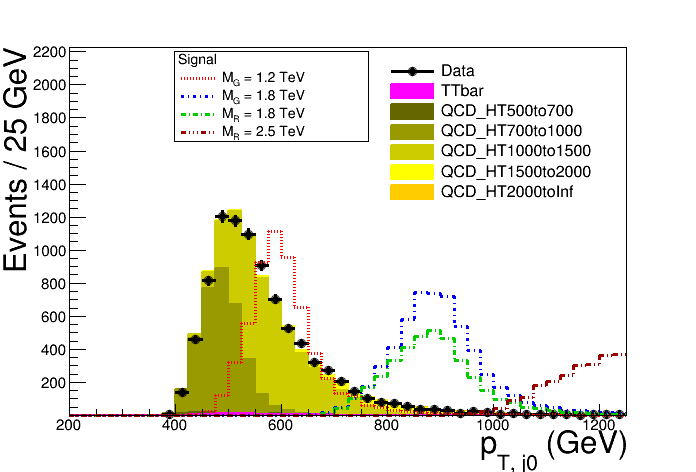 Events / 25 GeV
2200
2000
1800
1600
1400
1200
1000
800
600
400
200
Signal
M_G = 1.2 TeV
M_G = 1.8 TeV
M_R = 1.8 TeV
M_R = 2.5 TeV
Data
TTbar
QCD_HT500to700
QCD_HT700to1000
QCD_HT1000to1500
QCD_HT1500to2000
QCD_HT2000toInf
200 400 600 800 1000 1200
p_T, j0 (GeV)